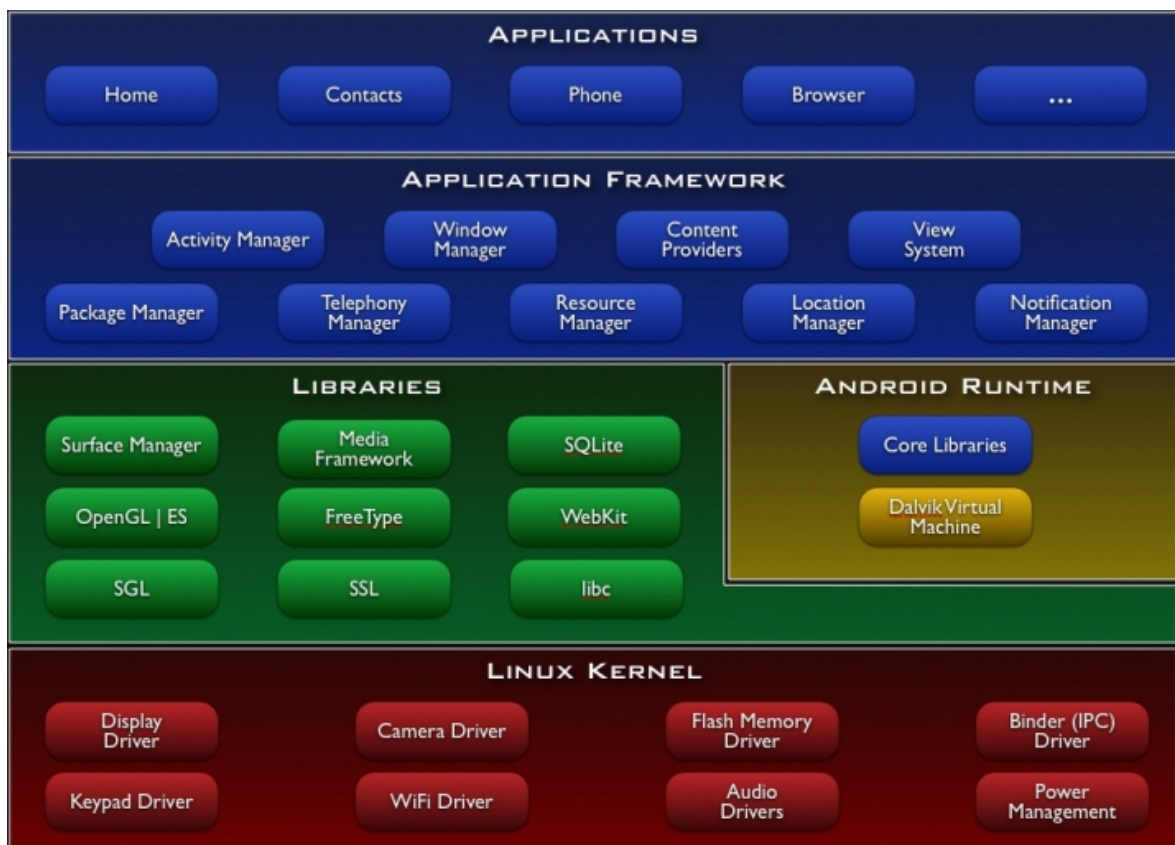 APPLICATIONS
Home
Contacts
Phone
Browser
...
APPLICATION FRAMEWORK
Activity Manager
Window
Manager
Content
Providers
View
System
Package Manager
Telephony
Manager
Resource
Manager
Location
Manager
Notification
Manager
LIBRARIES
Surface Manager
Media
Framework
SQLite
OpenGL | ES
FreeType
WebKit
SGL
SSL
libc
ANDROID RUNTIME
Core Libraries
Dalvik Virtual
Machine
LINUX KERNEL
Display
Driver
Camera Driver
Flash Memory
Driver
Binder (IPC)
Driver
Keypad Driver
WiFi Driver
Audio
Drivers
Power
Management